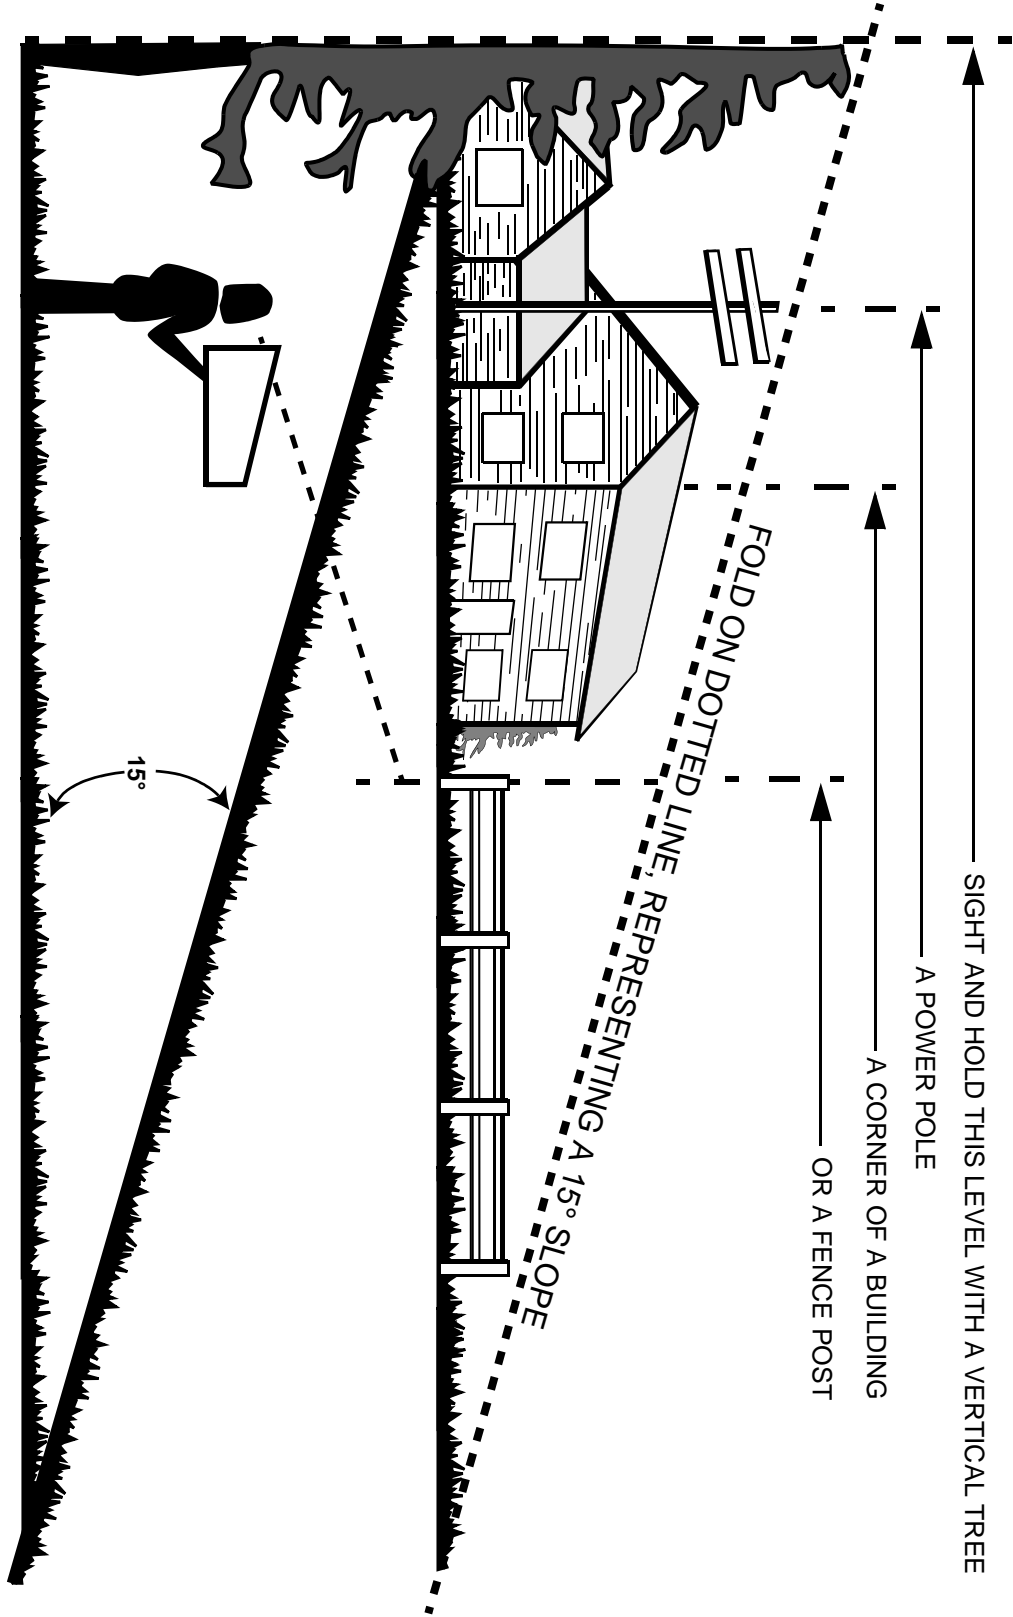 SIGHT AND HOLD THIS LEVEL WITH A VERTICAL TREE
A POWER POLE
A CORNER OF A BUILDING
OR A FENCE POST
FOLD ON DOTTED LINE, REPRESENTING A 15° SLOPE
15°